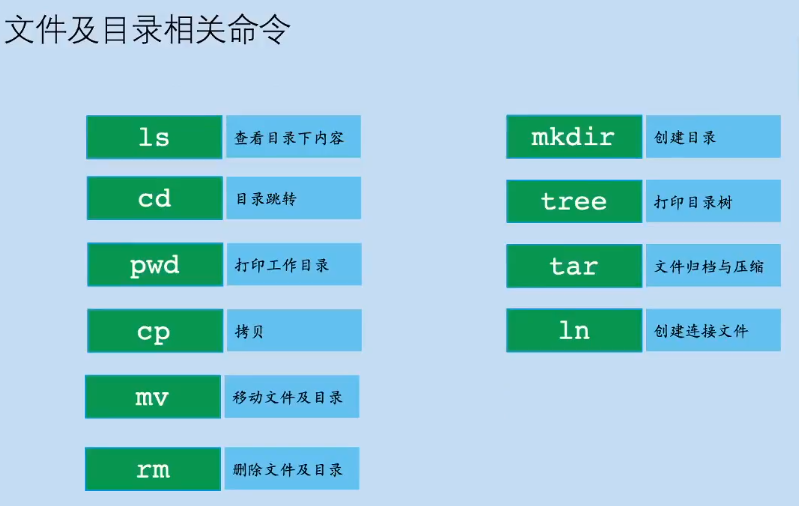 文件及目录相关命令
ls 查看目录下内容
cd 目录跳转
pwd 打印工作目录
cp 拷贝
mv 移动文件及目录
rm 删除文件及目录
mkdir 创建目录
tree 打印目录树
tar 文件归档与压缩
ln 创建连接文件